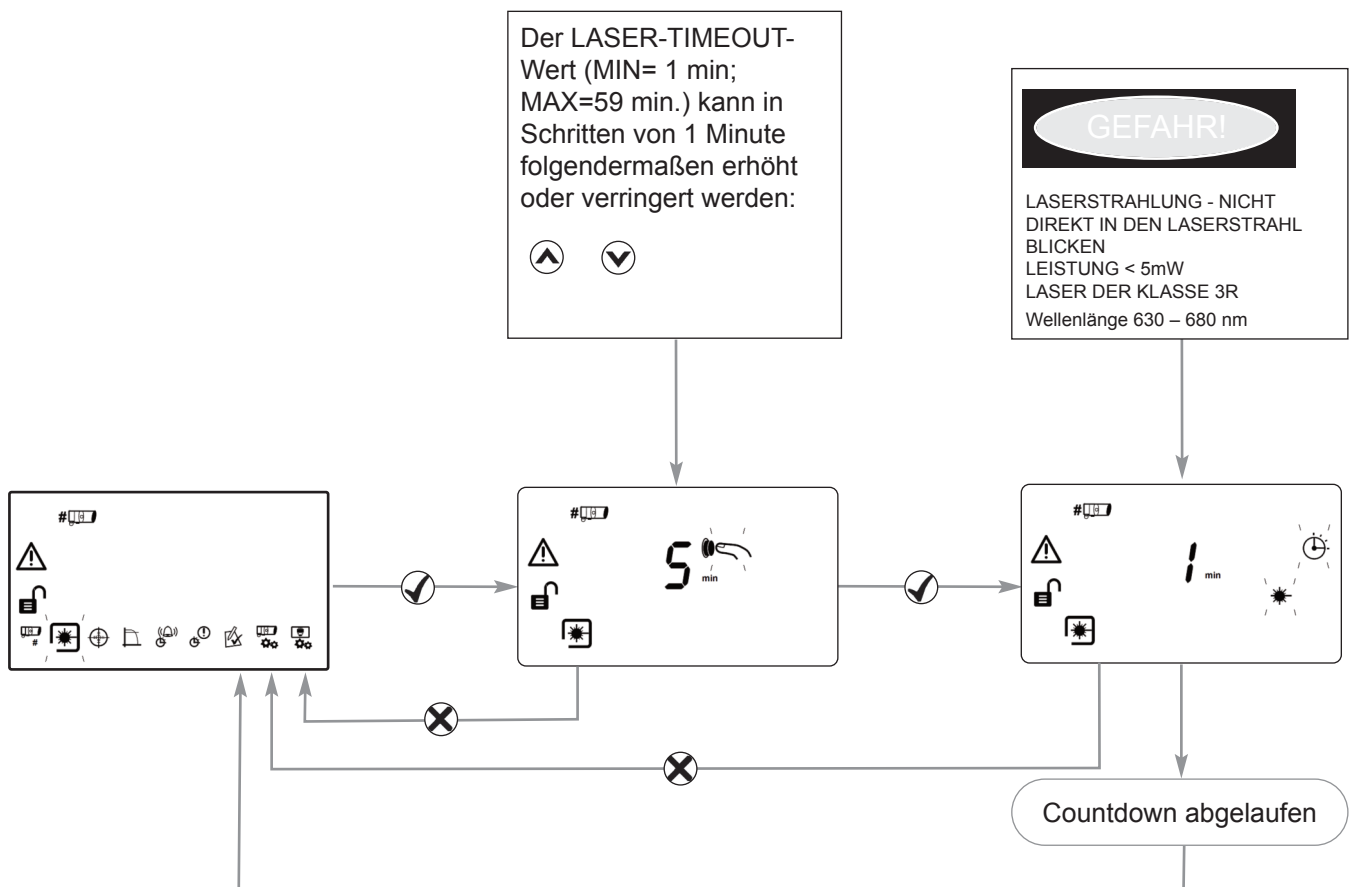 Der LASER-TIMEOUT-
Wert (MIN= 1 min;
MAX=59 min.) kann in
Schritten von 1 Minute
folgendermaßen erhöht
oder verringert werden:
GEFAHR!
LASERSTRAHLUNG - NICHT
DIREKT IN DEN LASERSTRAHL
BLICKEN
LEISTUNG < 5mW
LASER DER KLASSE 3R
Wellenlänge 630 – 680 nm
#
#
#
5 min
1 min
#
Countdown abgelaufen